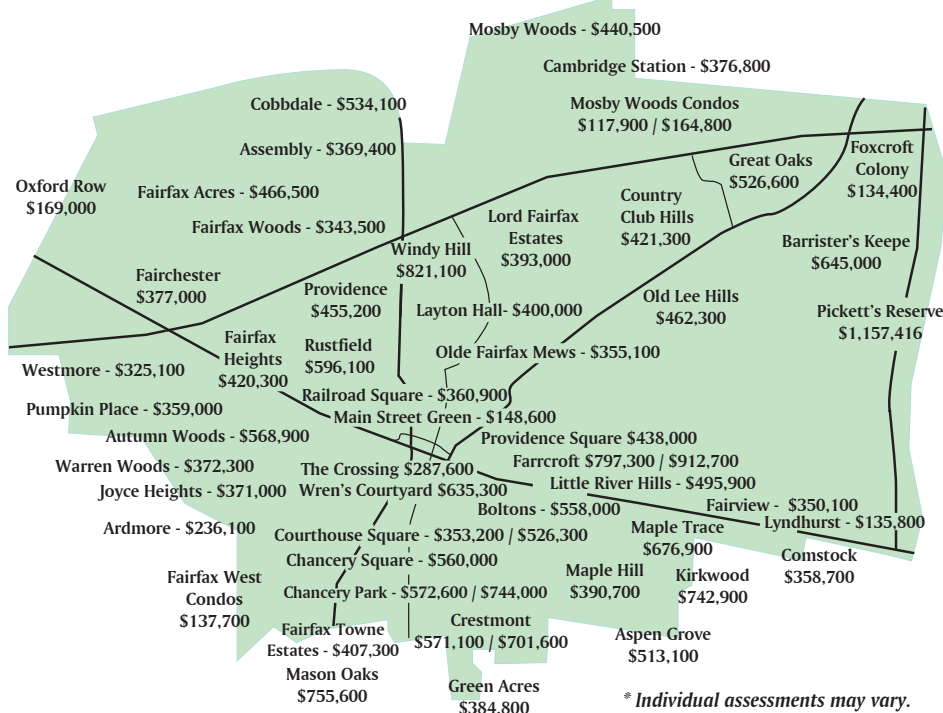 Mosby Woods - $440,500
Cambridge Station - $376,800
Cobbdale - $534,100
Mosby Woods Condos
$117,900 / $164,800
Assembly - $369,400
Foxcroft
Colony
$134,400
Great Oaks
$526,600
Oxford Row
$169,000
Fairfax Acres - $466,500
Country
Club Hills
$421,300
Lord Fairfax
Estates
$393,000
Fairfax Woods - $343,500
Windy Hill
$821,100
Barrister's Keepe
$645,000
Fairchester
$377,000
Providence
$455,200
Layton Hall- $400,000
Old Lee Hills
$462,300
Pickett's Reserve
$1,157,416
Fairfax
Heights
$420,300
Rustfield
$596,100
Olde Fairfax Mews - $355,100
Westmore - $325,100
Railroad Square - $360,900
Pumpkin Place - $359,000
Main Street Green - $148,600
Autumn Woods - $568,900
Providence Square $438,000
Farrcroft $797,300 / $912,700
Warren Woods - $372,300
The Crossing $287,600
Little River Hills - $495,900
Joyce Heights - $371,000
Wren's Courtyard $635,300
Boltons - $558,000
Fairview - $350,100
Lyndhurst - $135,800
Ardmore - $236,100
Courthouse Square - $353,200 / $526,300
Maple Trace
$676,900
Chancery Square - $560,000
Comstock
$358,700
Fairfax West
Condos
$137,700
Chancery Park - $572,600 / $744,000
Maple Hill
$390,700
Kirkwood
$742,900
Fairfax Towne
Estates - $407,300
Crestmont
$571,100 / $701,600
Aspen Grove
$513,100
Mason Oaks
$755,600
Green Acres
$384,800
* Individual assessments may vary.